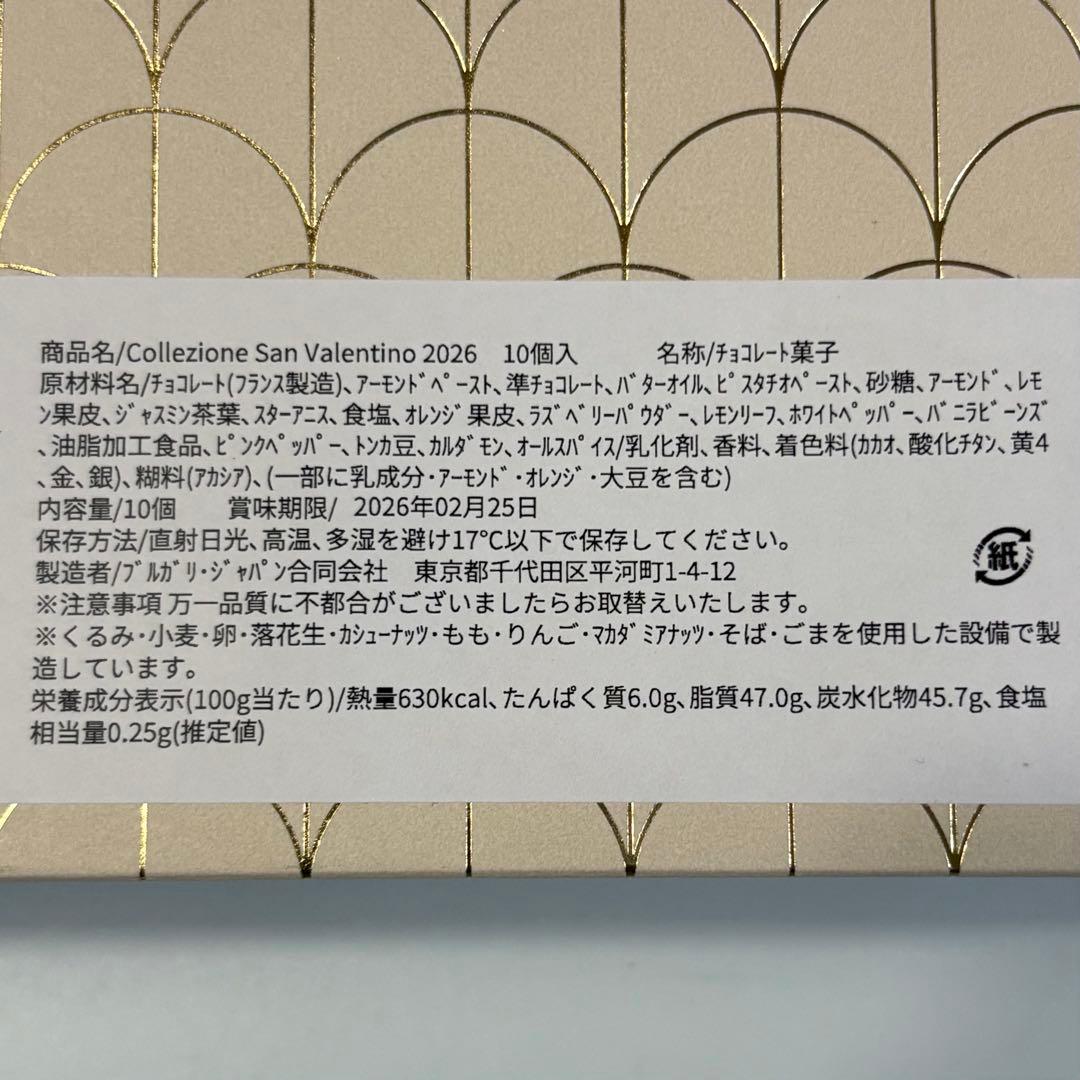 商品名/Collezione San Valentino 2026　10個入　　　名称/ﾁｮｺﾚｰﾄ菓子
原材料名/ﾁｮｺﾚｰﾄ(ﾌﾗﾝｽ製造)､ｱｰﾓﾝﾄﾞﾍﾟｰｽﾄ､準ﾁｮｺﾚｰﾄ､ﾊﾞﾀｰｵｲﾙ､ﾋﾟｽﾀﾁｵﾍﾟｰｽﾄ､砂糖､ｱｰﾓﾝﾄﾞ､ﾚﾓ
ﾝ果皮､ｼﾞｬｽﾐﾝ茶葉､ｽﾀｰｱﾆｽ､食塩､ｵﾚﾝｼﾞ果皮､ﾗｽﾞﾍﾞﾘｰﾊﾟｳﾀﾞｰ､ﾚﾓﾝﾘｰﾌ､ﾎﾜｲﾄﾍﾟｯﾊﾟｰ､ﾊﾞﾆﾗﾋﾞｰﾝｽﾞ
､油脂加工食品､ﾋﾟﾝｸﾍﾟｯﾊﾟｰ､ﾄﾝｶ豆､ｶﾙﾀﾞﾓﾝ､ｵｰﾙｽﾊﾟｲｽ/乳化剤､香料､着色料(ｶｶｵ､酸化ﾁﾀﾝ､黄4
､金､銀)､糊料(ｱｶｼｱ)､(一部に乳成分･ｱｰﾓﾝﾄﾞ･ｵﾚﾝｼﾞ･大豆を含む)
内容量/10個　　賞味期限/ 2026年02月25日
保存方法/直射日光､高温､多湿を避け17℃以下で保存してください。
製造者/ﾌﾞﾙｶﾞﾘ･ｼﾞｬﾊﾟﾝ合同会社　東京都千代田区平河町1-4-12
※注意事項 万一品質に不都合がございましたらお取替えいたします。
※くるみ･小麦･卵･落花生･ｶｼｭｰﾅｯﾂ･もも･りんご･ﾏｶﾀﾞﾐｱﾅｯﾂ･そば･ごまを使用した設備で製
造しています。
栄養成分表示(100g当たり)/熱量630kcal､たんぱく質6.0g､脂質47.0g､炭水化物45.7g､食塩
相当量0.25g(推定値)
紙